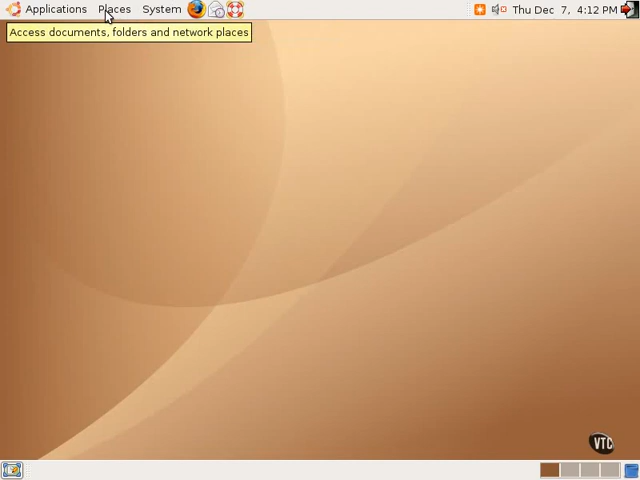 Applications Places System Thu Dec 7, 4:12 PM
Access documents, folders and network places
VTC